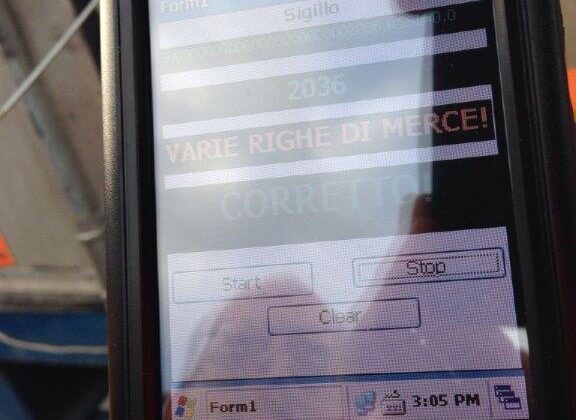 Form1
Sigillo
2036
VARIE RIGHE DI MERCE!
CORRETTO!
Start
Stop
Clear
Form1
3:05 PM